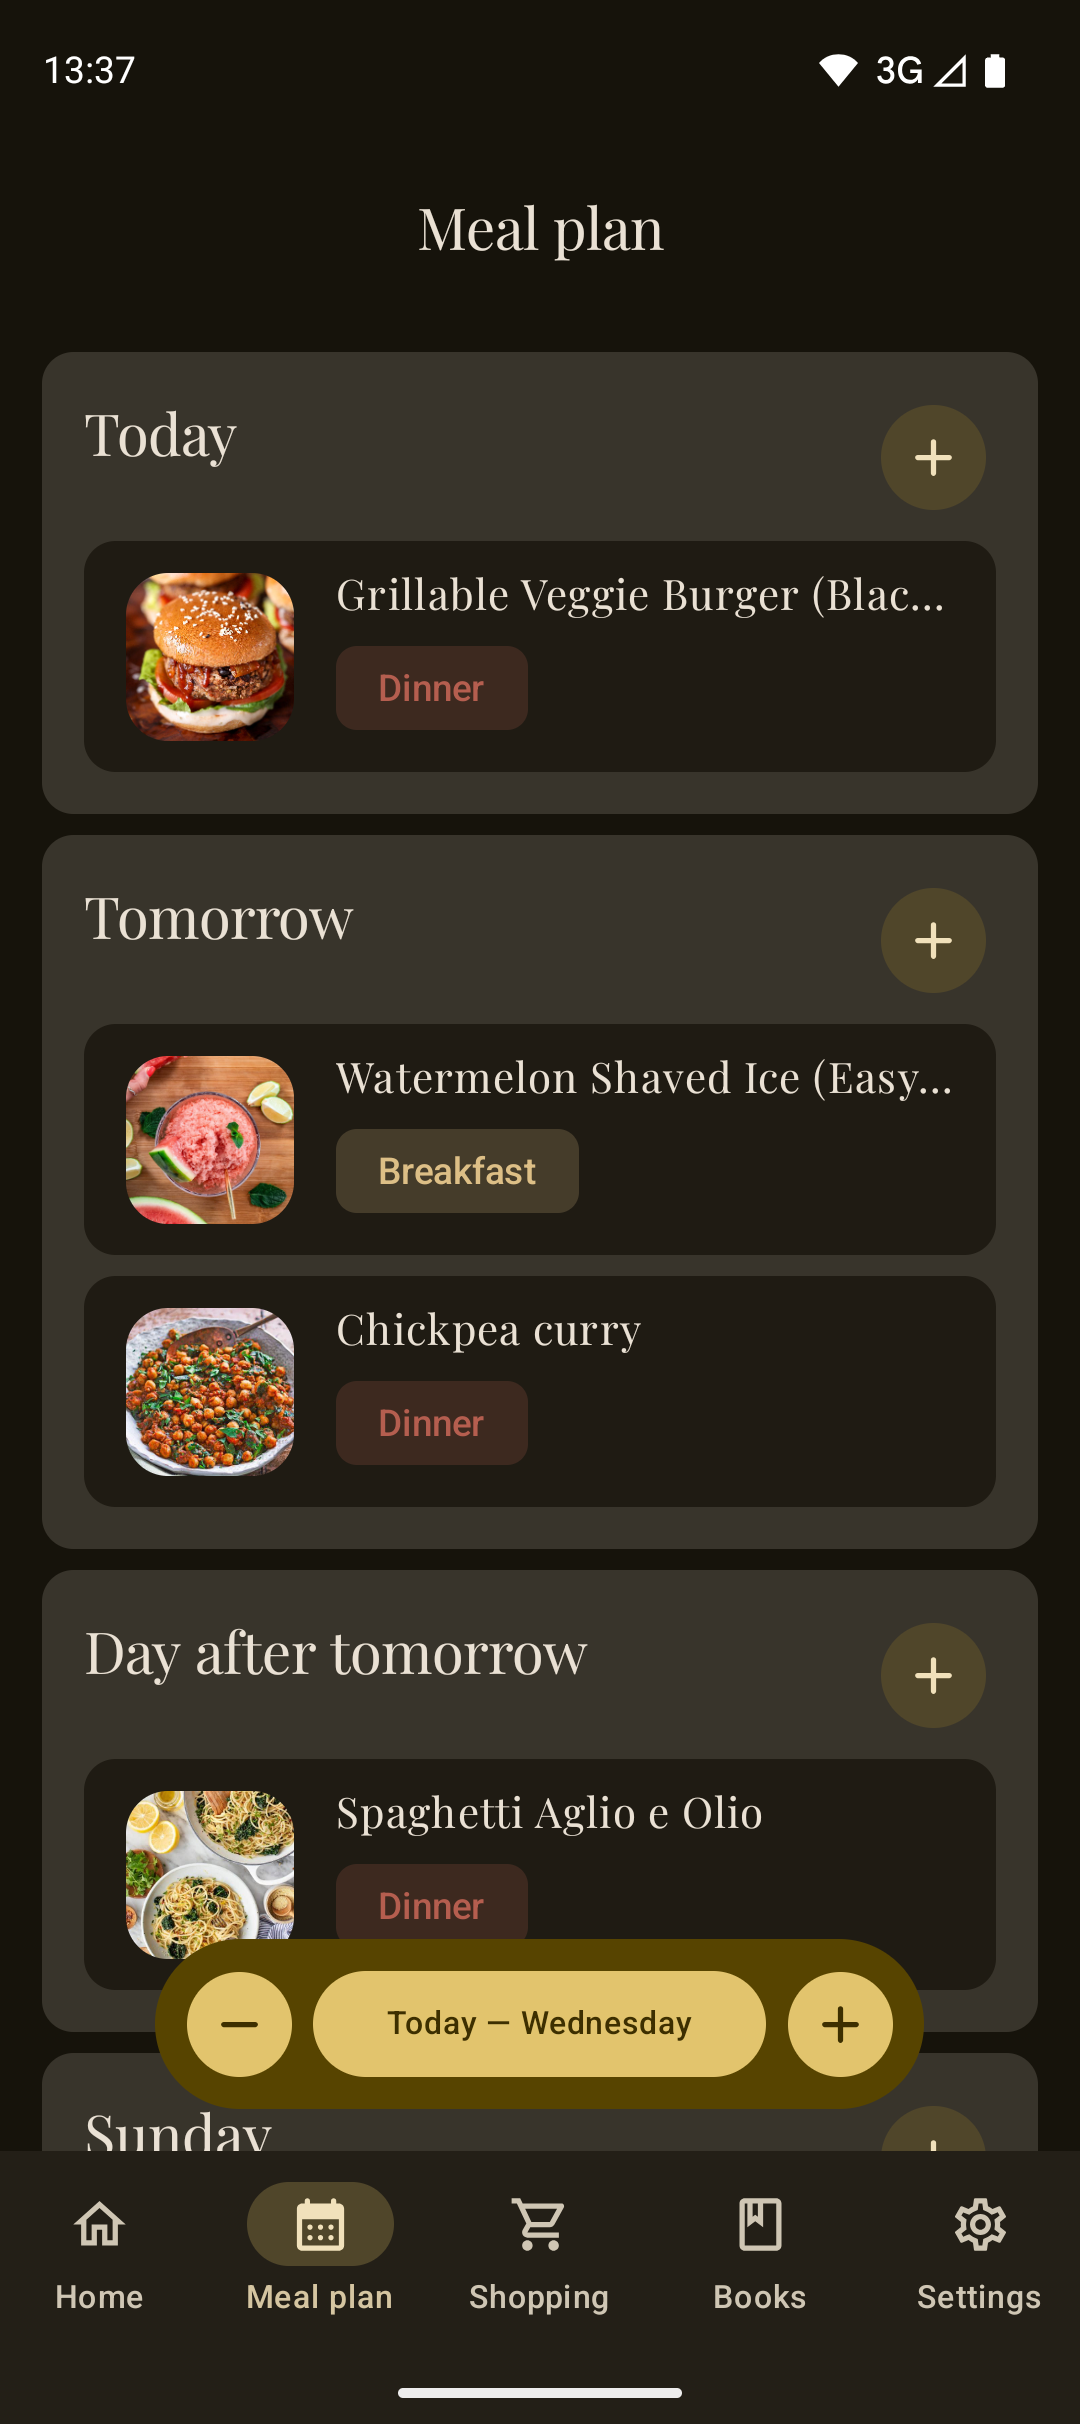 13:37
3G
Meal plan
Today
Grillable Veggie Burger (Blac...
Dinner
Tomorrow
Watermelon Shaved Ice (Easy...
Breakfast
Chickpea curry
Dinner
Day after tomorrow
Spaghetti Aglio e Olio
Dinner
Today – Wednesday
Sunday
Home
Meal plan
Shopping
Books
Settings